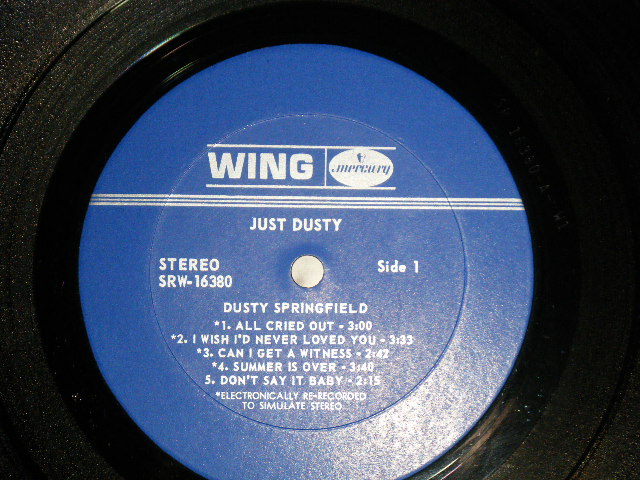 WING mercury
JUST DUSTY
STEREO Side 1
SRW-16380
DUSTY SPRINGFIELD
*1. ALL CRIED OUT - 3:00
*2. I WISH I'D NEVER LOVED YOU - 3:33
*3. CAN I GET A WITNESS - 2:42
*4. SUMMER IS OVER - 3:40
5. DON'T SAY IT BABY - 2:15
*ELECTRONICALLY RE-RECORDED
TO SIMULATE STEREO